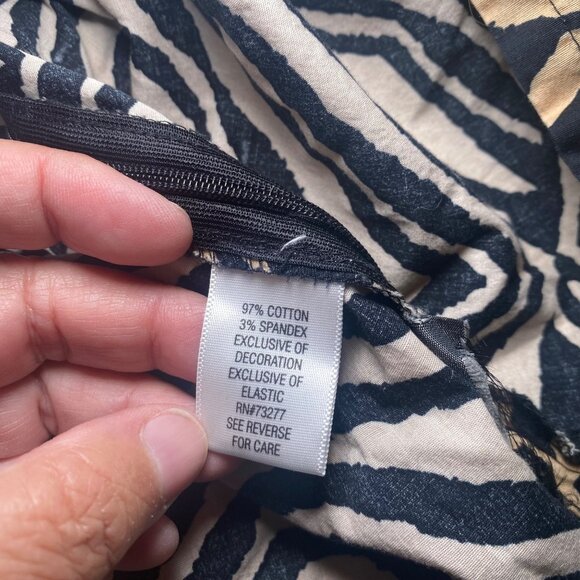 97% COTTON
3% SPANDEX
EXCLUSIVE OF
DECORATION
EXCLUSIVE OF
ELASTIC
RN#73277
SEE REVERSE
FOR CARE